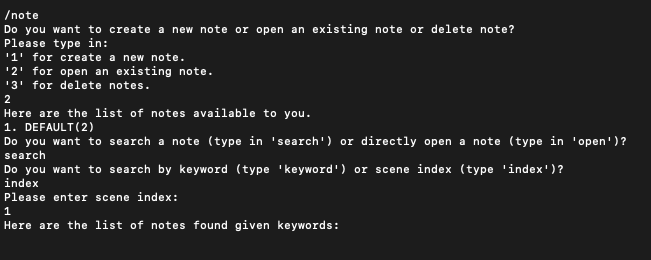 /note
Do you want to create a new note or open an existing note or delete note?
Please type in:
'1' for create a new note.
'2' for open an existing note.
'3' for delete notes.
2
Here are the list of notes available to you.
1. DEFAULT(2)
Do you want to search a note (type in 'search') or directly open a note (type in 'open')?
search
Do you want to search by keyword (type 'keyword') or scene index (type 'index')?
index
Please enter scene index:
1
Here are the list of notes found given keywords: